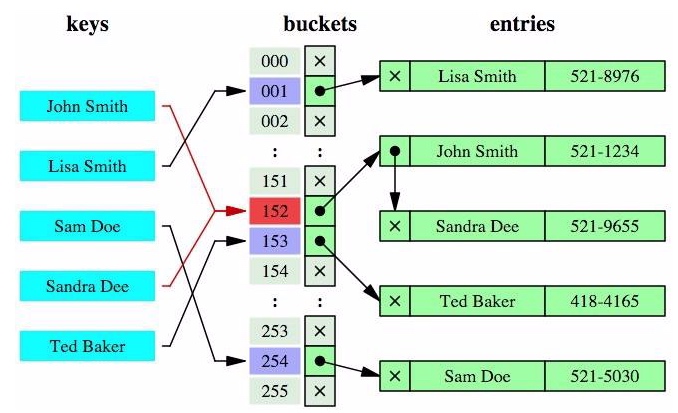 keys buckets entries
John Smith
Lisa Smith
Sam Doe
Sandra Dee
Ted Baker
000 ×
001
002 ×
: :
151 ×
152
153
154 ×
: :
253 ×
254
255 ×
× Lisa Smith 521-8976
John Smith 521-1234
× Sandra Dee 521-9655
× Ted Baker 418-4165
× Sam Doe 521-5030